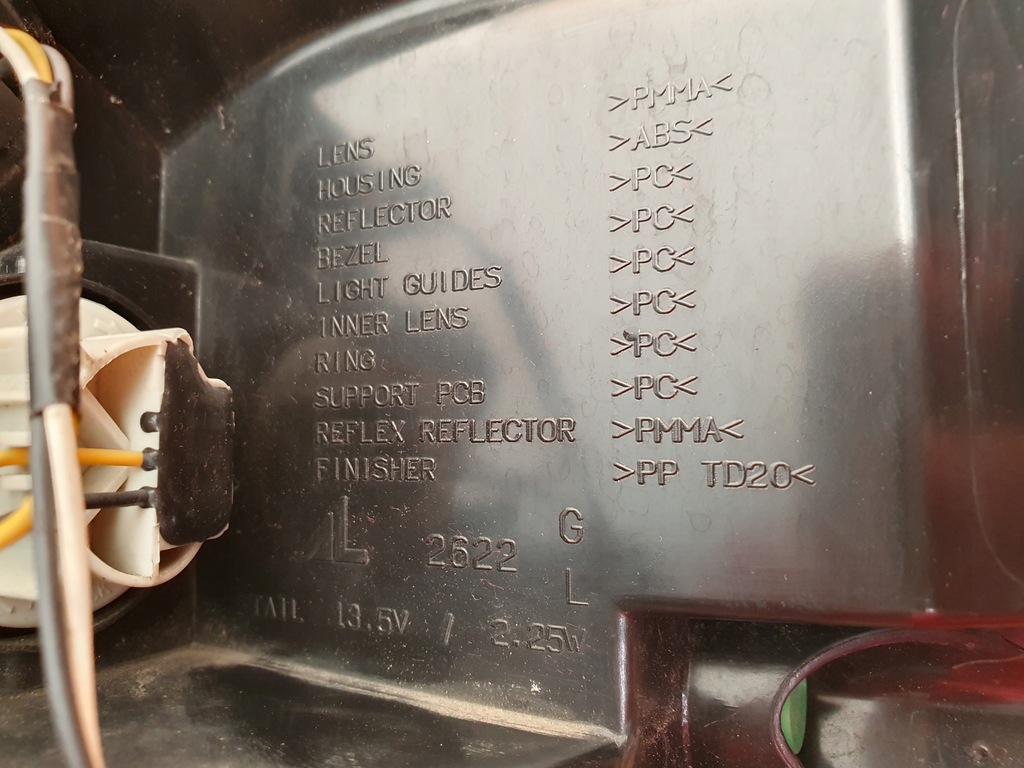 LENS >PMMA<
HOUSING >ABS<
REFLECTOR >PC<
BEZEL >PC<
LIGHT GUIDES >PC<
INNER LENS >PC<
RING >PC<
SUPPORT PCB >PC<
REFLEX REFLECTOR >PMMA<
FINISHER >PP TD20<
AL 2622 G
L
TAIL 13.5V / 2.25W